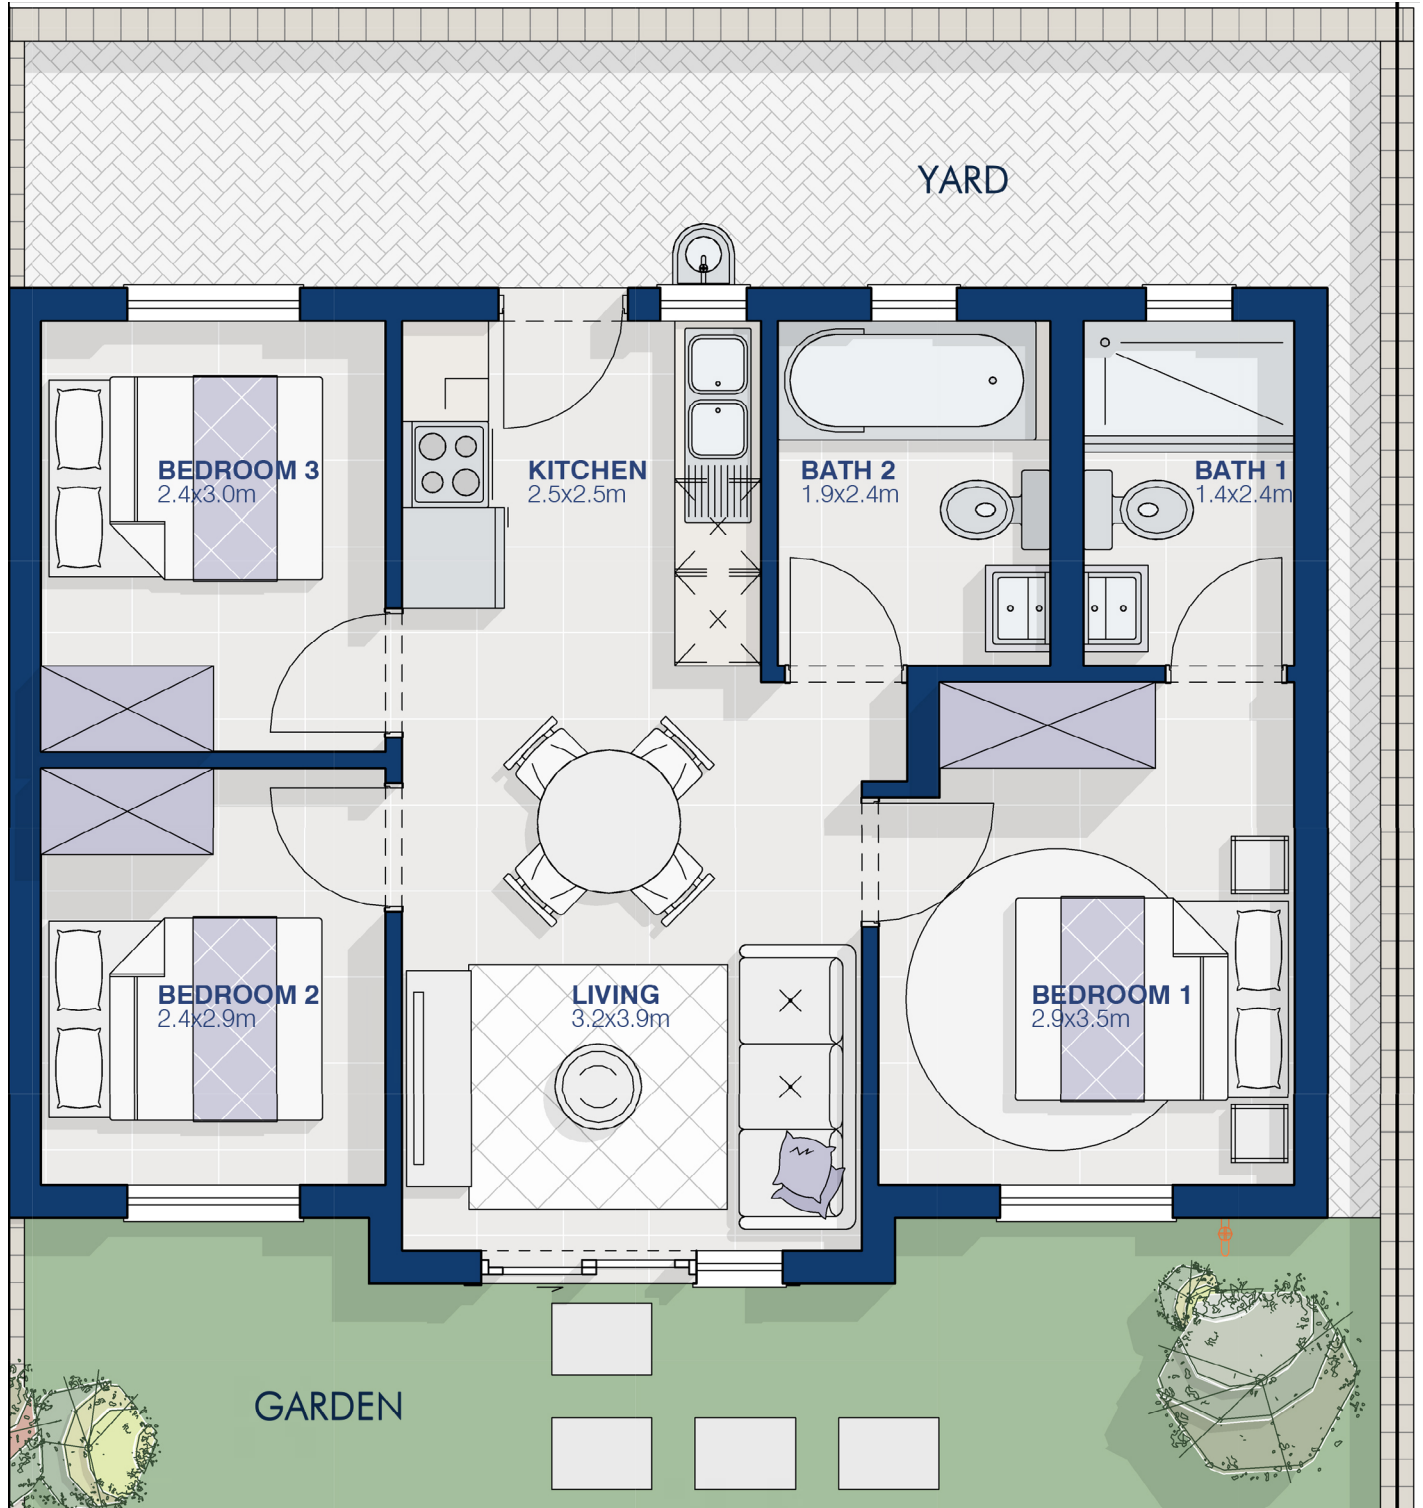 YARD
BEDROOM 3
2.4x3.0m
KITCHEN
2.5x2.5m
BATH 2
1.9x2.4m
BATH 1
1.4x2.4m
BEDROOM 2
2.4x2.9m
LIVING
3.2x3.9m
BEDROOM 1
2.9x3.5m
GARDEN